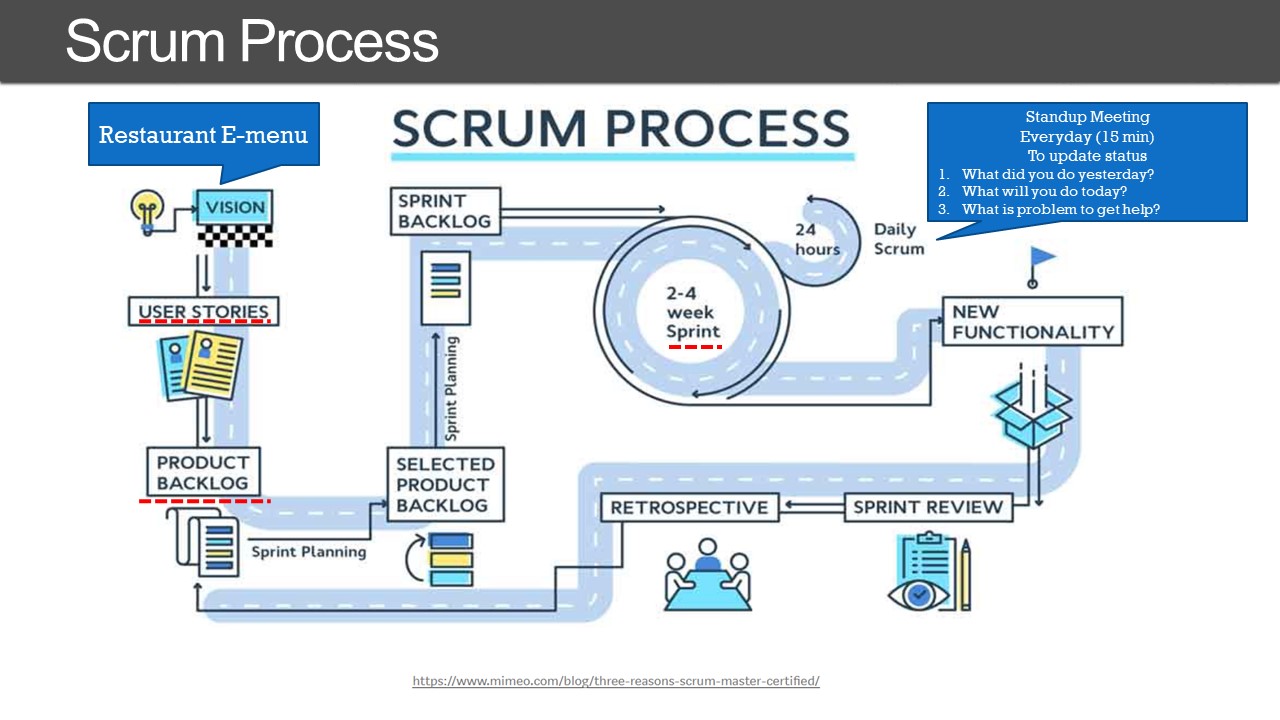 Scrum Process
Restaurant E-menu
SCRUM PROCESS
Standup Meeting
Everyday (15 min)
To update status
1. What did you do yesterday?
2. What will you do today?
3. What is problem to get help?
VISION
SPRINT
BACKLOG
24
hours
Daily
Scrum
USER STORIES
2-4
week
Sprint
NEW
FUNCTIONALITY
Sprint Planning
PRODUCT
BACKLOG
SELECTED
PRODUCT
BACKLOG
Sprint Planning
RETROSPECTIVE
SPRINT REVIEW
https://www.mimeo.com/blog/three-reasons-scrum-master-certified/